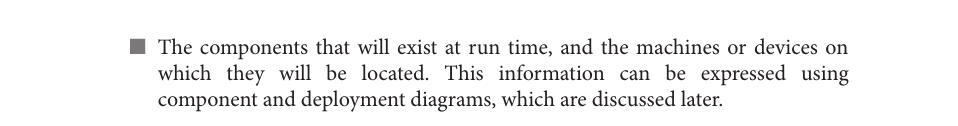 ■ The components that will exist at run time, and the machines or devices on
which they will be located. This information can be expressed using
component and deployment diagrams, which are discussed later.